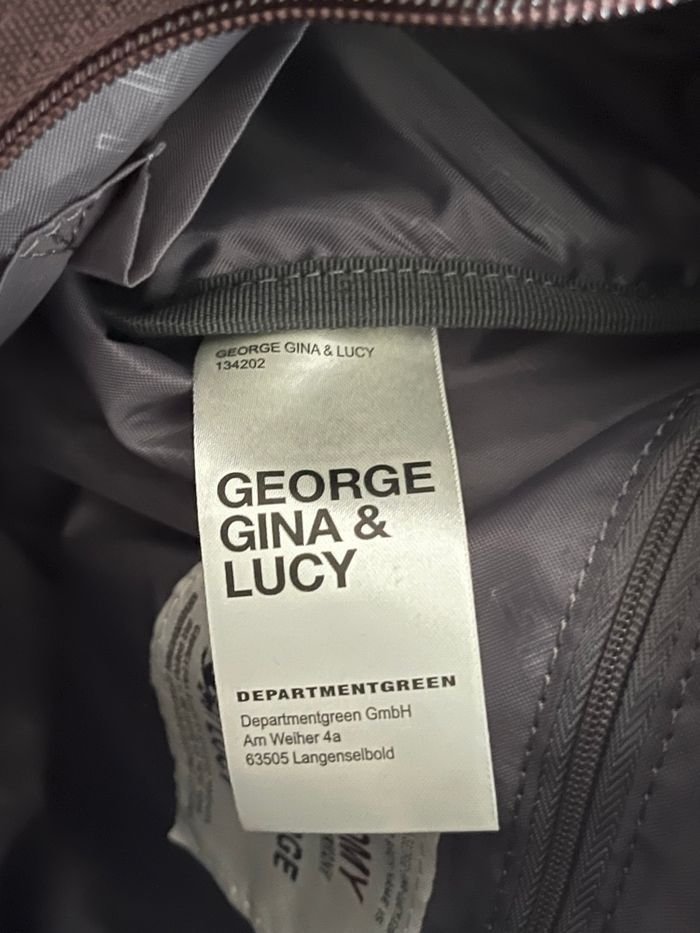 GEORGE GINA & LUCY
134202
GEORGE
GINA &
LUCY
DEPARTMENTGREEN
Departmentgreen GmbH
Am Weiher 4a
63505 Langenselbold